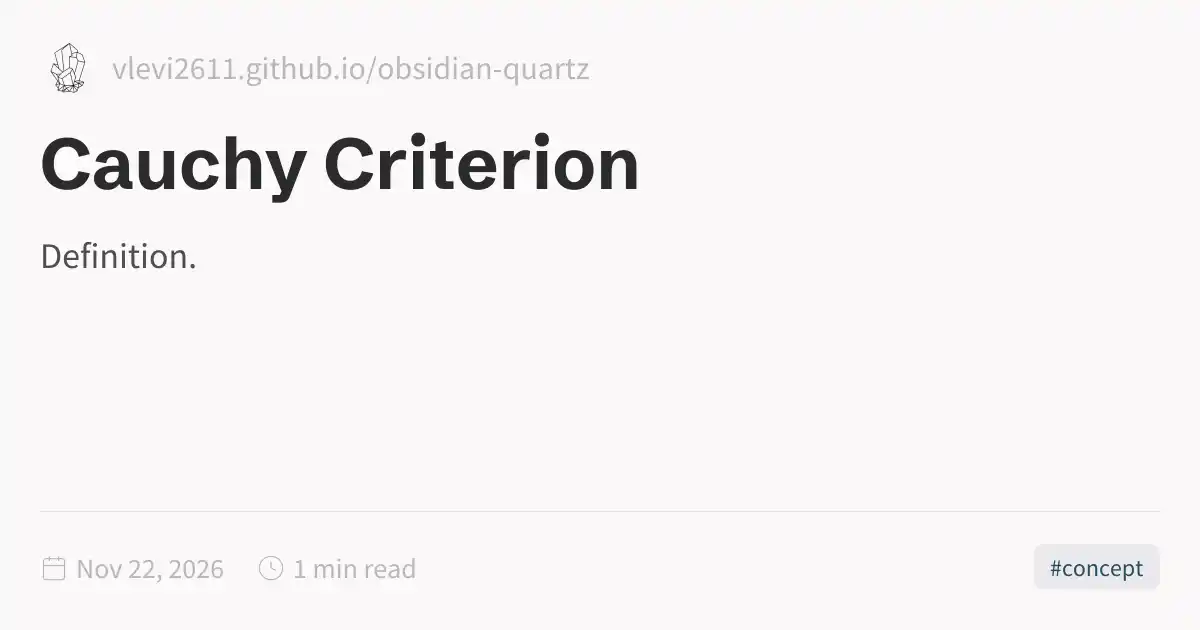 vlevi2611.github.io/obsidian-quartz
Cauchy Criterion
Definition.
Nov 22, 2026 1 min read #concept